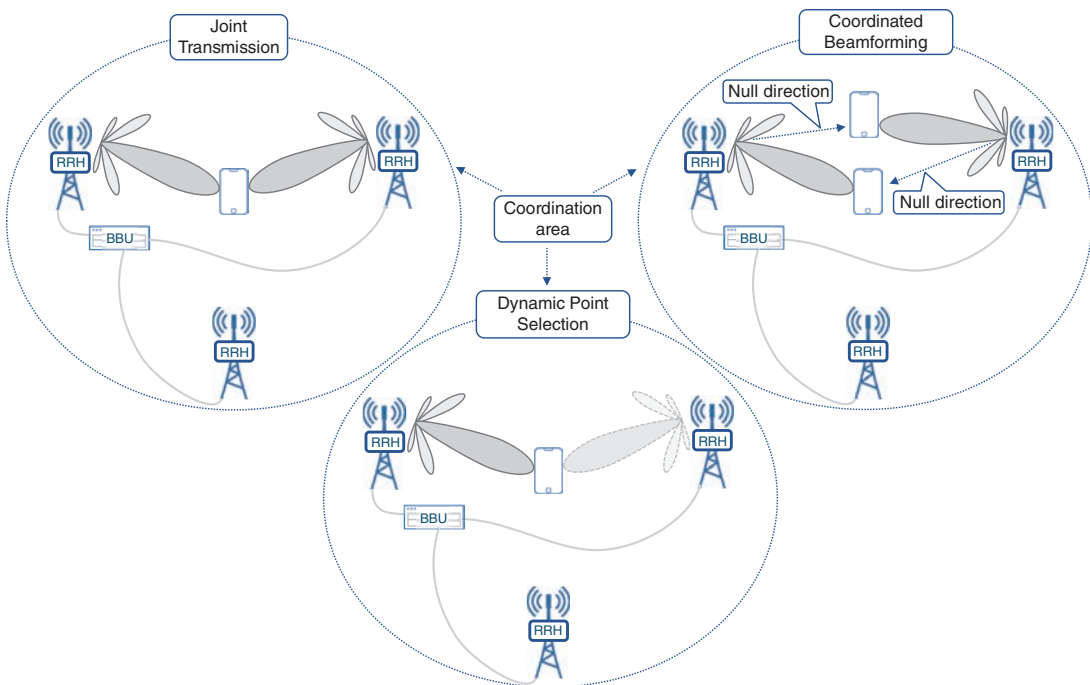 Joint
Transmission
RRH
RRH
BBU
RRH
Coordinated
Beamforming
Null direction
RRH
RRH
Null direction
BBU
RRH
Coordination
area
Dynamic Point
Selection
RRH
RRH
BBU
RRH